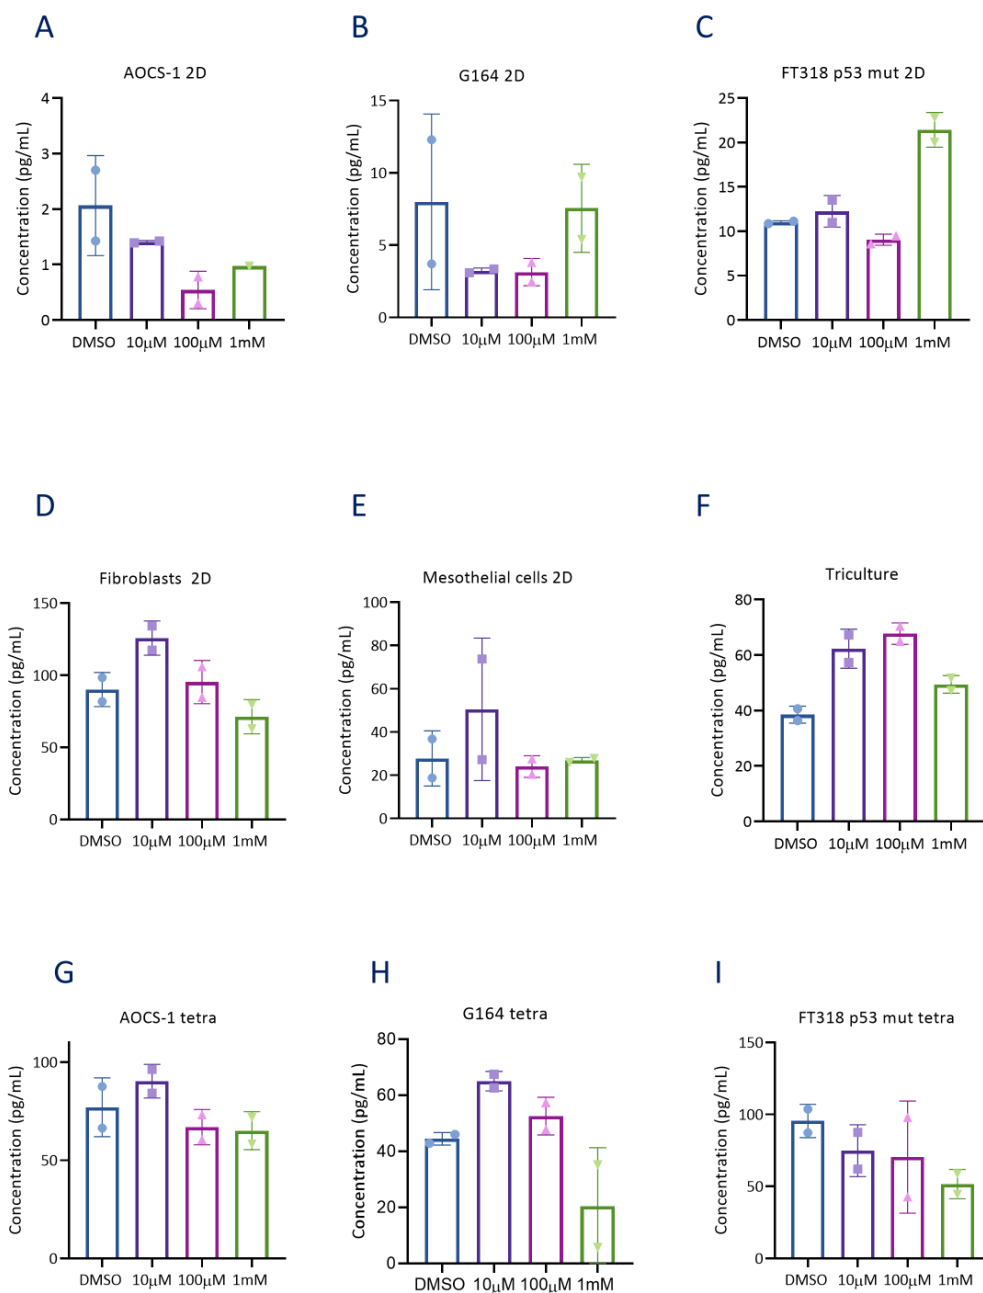 A
B
C
AOCS-1 2D
G164 2D
FT318 p53 mut 2D
Concentration (pg/mL)
4
3
2
1
0
DMSO 10μM 100μM 1mM
Concentration (pg/mL)
15
10
5
0
DMSO 10μM 100μM 1mM
Concentration (pg/mL)
25
20
15
10
5
0
DMSO 10μM 100μM 1mM
D
E
F
Fibroblasts 2D
Mesothelial cells 2D
Triculture
Concentration (pg/mL)
150
100
50
0
DMSO 10μM 100μM 1mM
Concentration (pg/mL)
100
80
60
40
20
0
DMSO 10μM 100μM 1mM
Concentration (pg/mL)
80
60
40
20
0
DMSO 10μM 100μM 1mM
G
H
I
AOCS-1 tetra
G164 tetra
FT318 p53 mut tetra
Concentration (pg/mL)
100
50
0
DMSO 10μM 100μM 1mM
Concentration (pg/mL)
80
60
40
20
0
DMSO 10μM 100μM 1mM
Concentration (pg/mL)
150
100
50
0
DMSO 10μM 100μM 1mM